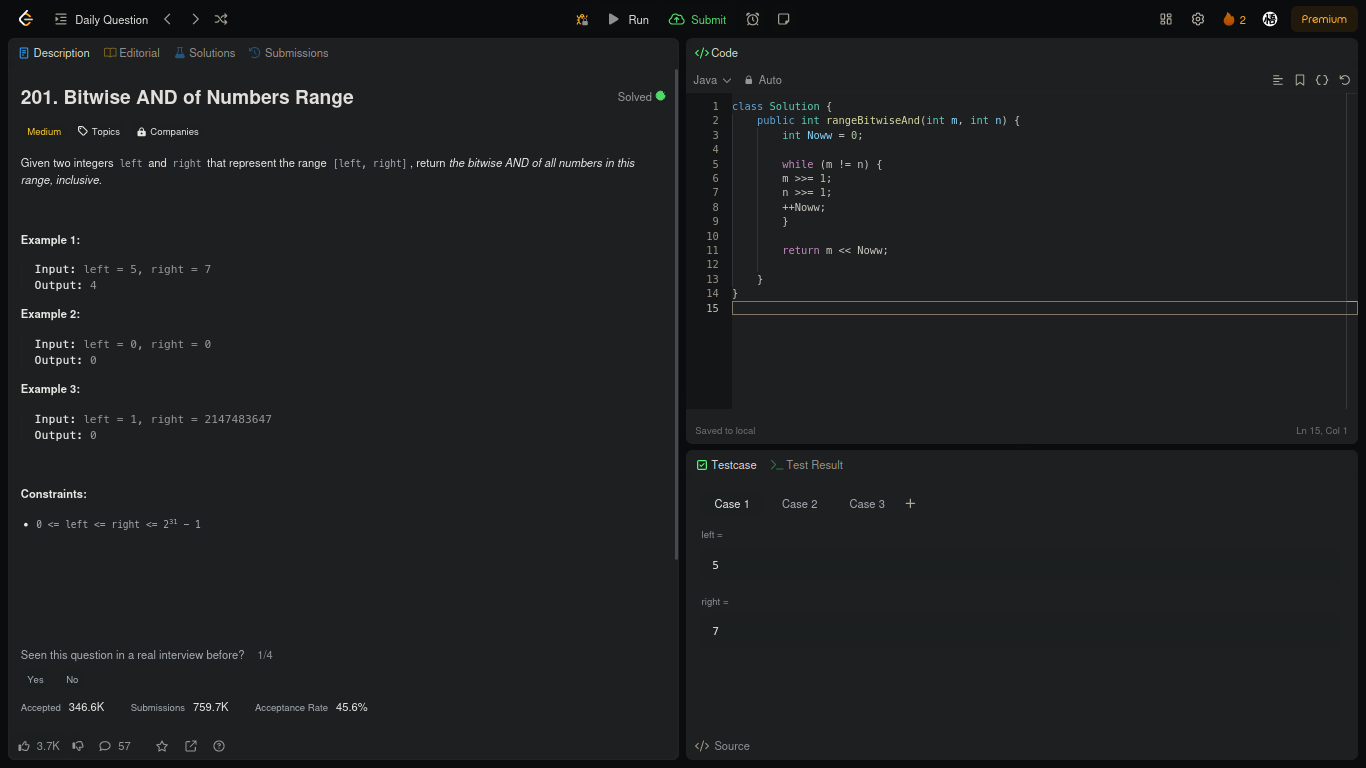 Daily Question
Run
Submit
2
Premium
Description
Editorial
Solutions
Submissions
201. Bitwise AND of Numbers Range
Solved
Medium
Topics
Companies
Given two integers left and right that represent the range [left, right], return the bitwise AND of all numbers in this
range, inclusive.
Example 1:
Input: left = 5, right = 7
Output: 4
Example 2:
Input: left = 0, right = 0
Output: 0
Example 3:
Input: left = 1, right = 2147483647
Output: 0
Constraints:
• 0 <= left <= right <= 2³¹ − 1
Seen this question in a real interview before? 1/4
Yes No
Accepted 346.6K Submissions 759.7K Acceptance Rate 45.6%
3.7K 57
</> Code
Java Auto
1 class Solution {
2     public int rangeBitwiseAnd(int m, int n) {
3         int Noww = 0;
4
5         while (m != n) {
6         m >>= 1;
7         n >>= 1;
8         ++Noww;
9         }
10
11         return m << Noww;
12
13     }
14 }
15
Saved to local
Ln 15, Col 1
Testcase
>_ Test Result
Case 1 Case 2 Case 3 +
left =
5
right =
7
</> Source